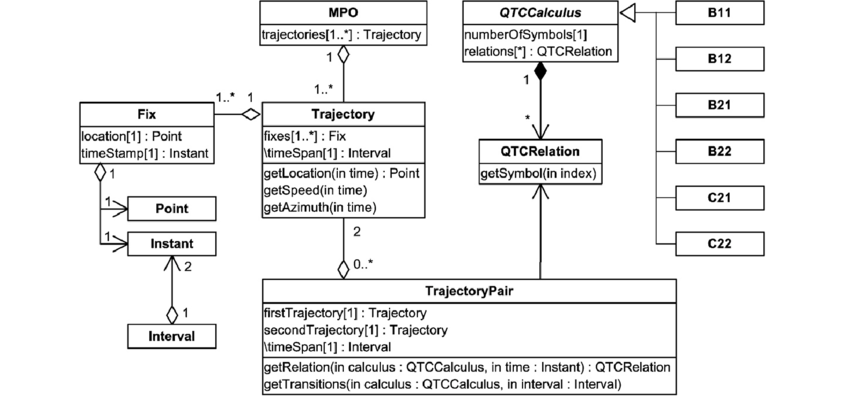 MPO
trajectories[1..*] : Trajectory
1
1..*
Trajectory
fixes[1..*] : Fix
\timeSpan[1] : Interval
getLocation(in time) : Point
getSpeed(in time)
getAzimuth(in time)
1..*
1
Fix
location[1] : Point
timeStamp[1] : Instant
1
1
Point
1
Instant
2
1
Interval
2
0..*
TrajectoryPair
firstTrajectory[1] : Trajectory
secondTrajectory[1] : Trajectory
\timeSpan[1] : Interval
getRelation(in calculus : QTCCalculus, in time : Instant) : QTCRelation
getTransitions(in calculus : QTCCalculus, in interval : Interval)
QTCCalculus
numberOfSymbols[1]
relations[*] : QTCRelation
1
*
QTCRelation
getSymbol(in index)
B11
B12
B21
B22
C21
C22